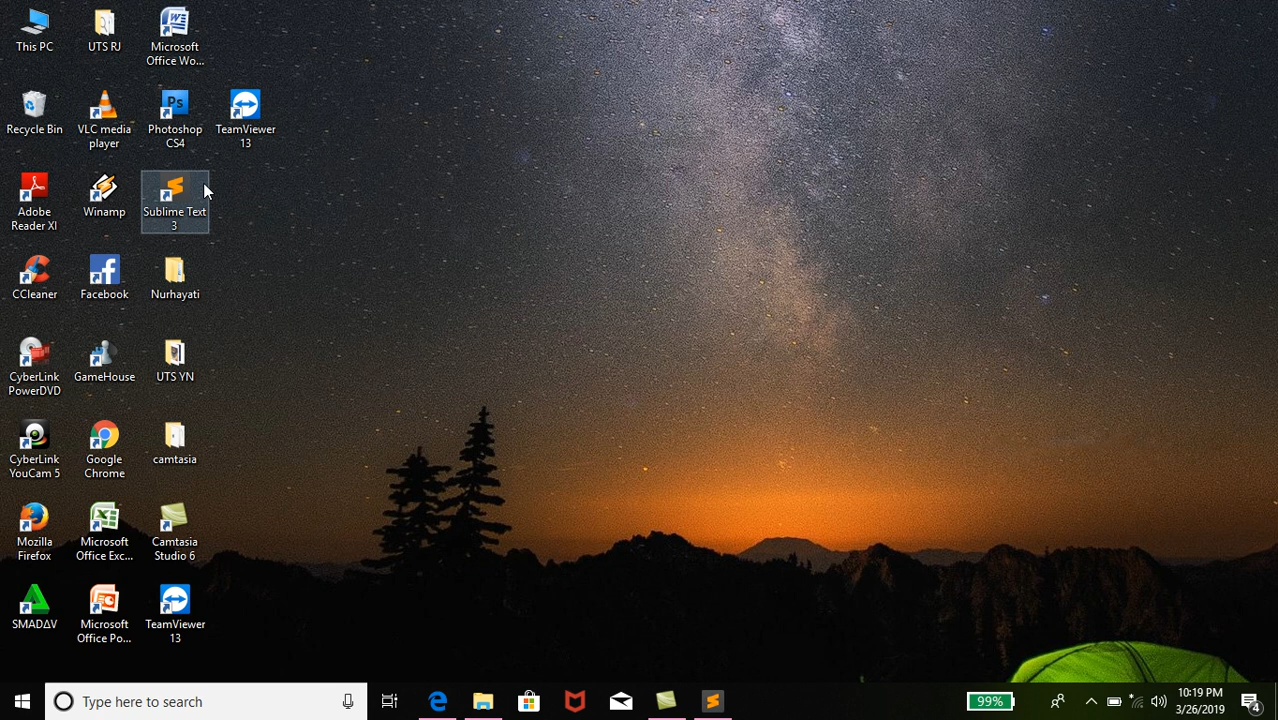 This PC
UTS RJ
Microsoft
Office Wo...
Recycle Bin
VLC media
player
Photoshop
CS4
TeamViewer
13
Adobe
Reader XI
Winamp
Sublime Text
3
CCleaner
Facebook
Nurhayati
CyberLink
PowerDVD
GameHouse
UTS YN
CyberLink
YouCam 5
Google
Chrome
camtasia
Mozilla
Firefox
Microsoft
Office Exc...
Camtasia
Studio 6
SMADΔV
Microsoft
Office Po...
TeamViewer
13
Type here to search
99%
10:19 PM
3/26/2019
4